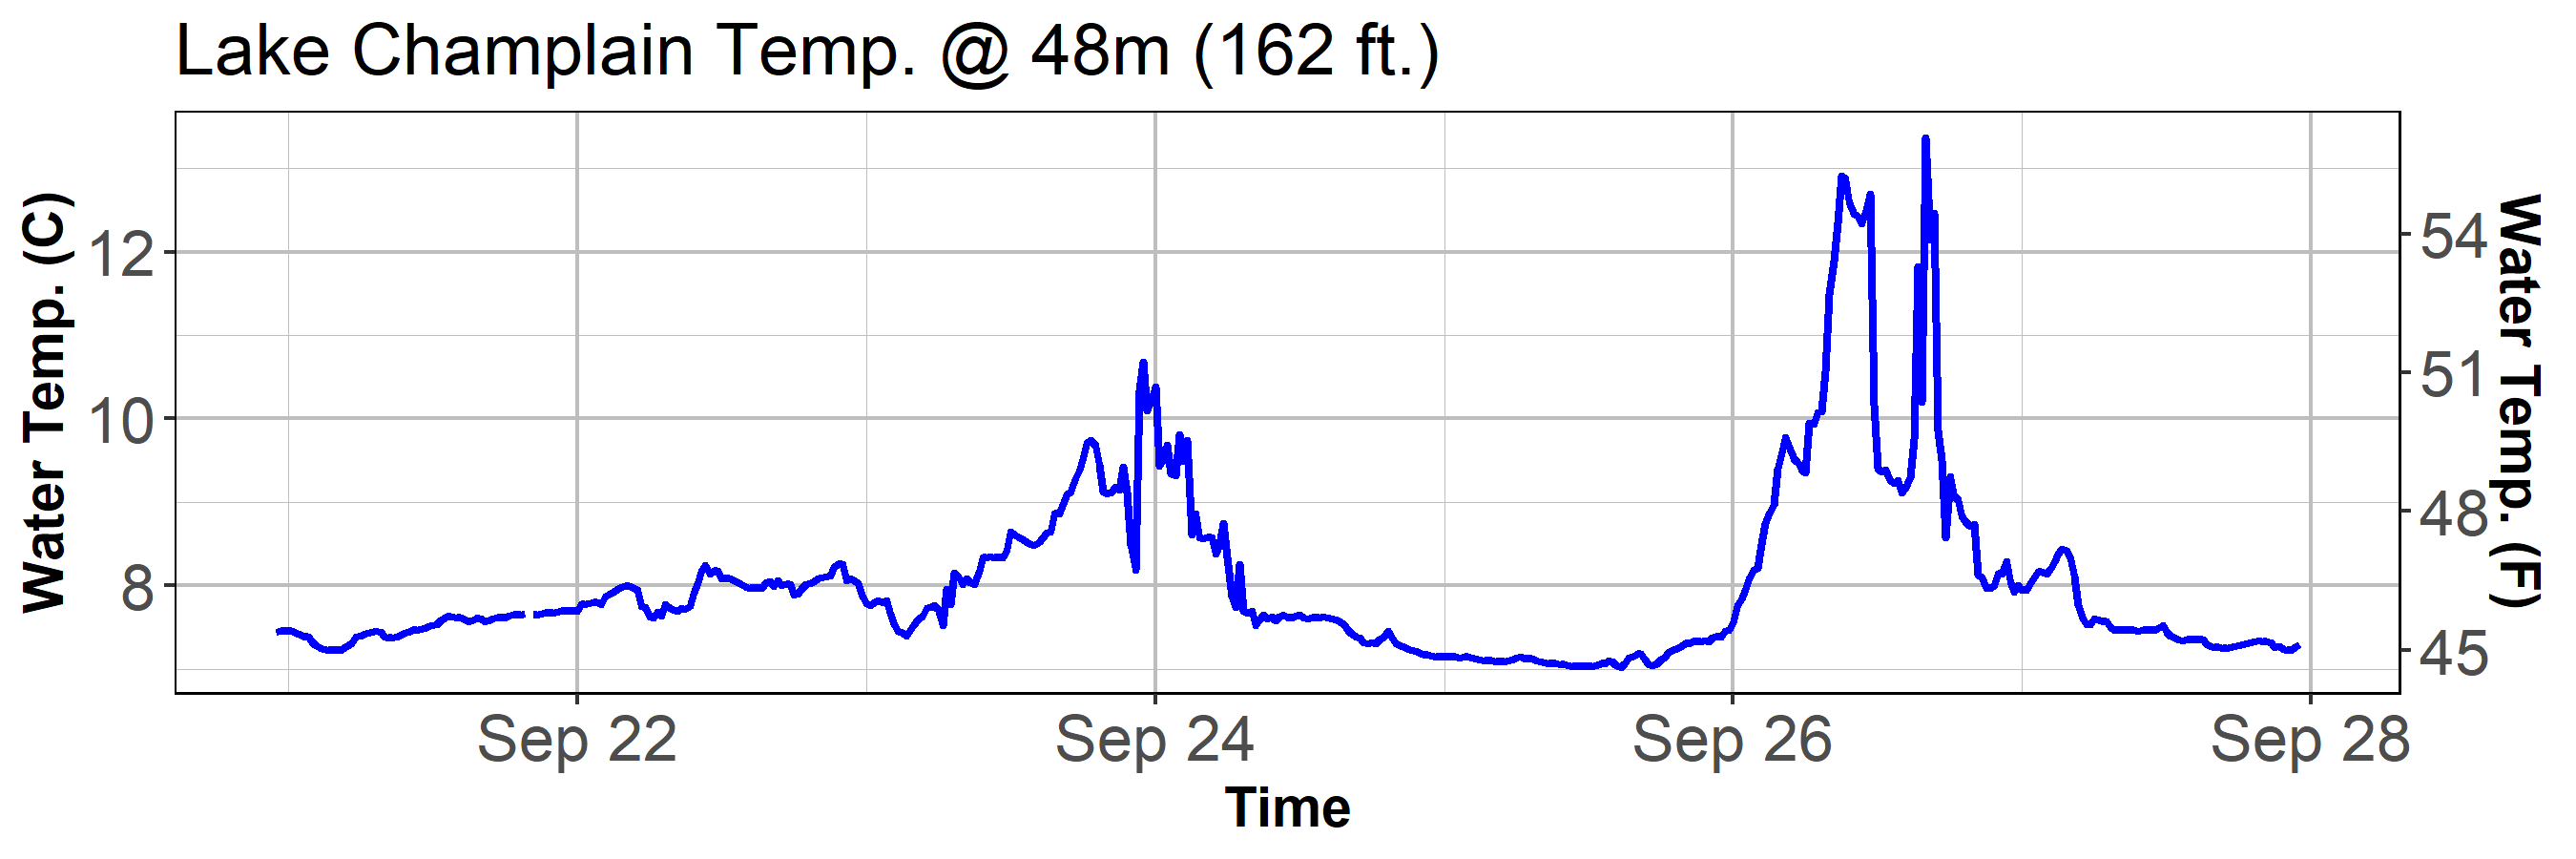 Lake Champlain Temp. @ 48m (162 ft.)
Water Temp. (C)
12
10
8
54
51
48
45
Water Temp. (F)
Sep 22
Sep 24
Sep 26
Sep 28
Time